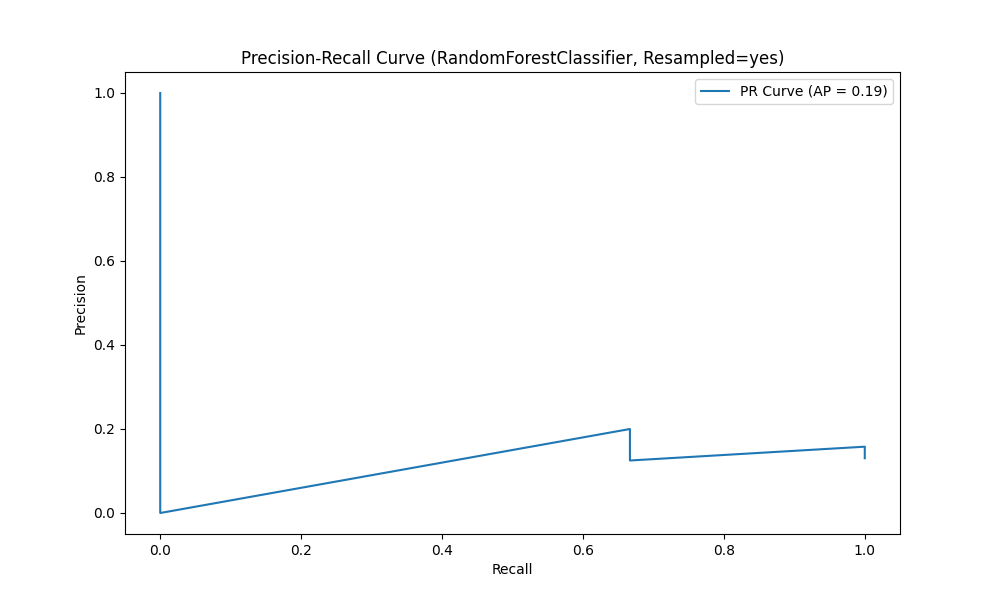 Precision-Recall Curve (RandomForestClassifier, Resampled=yes)
PR Curve (AP = 0.19)
1.0
0.8
0.6
0.4
0.2
0.0
Precision
0.0 0.2 0.4 0.6 0.8 1.0
Recall